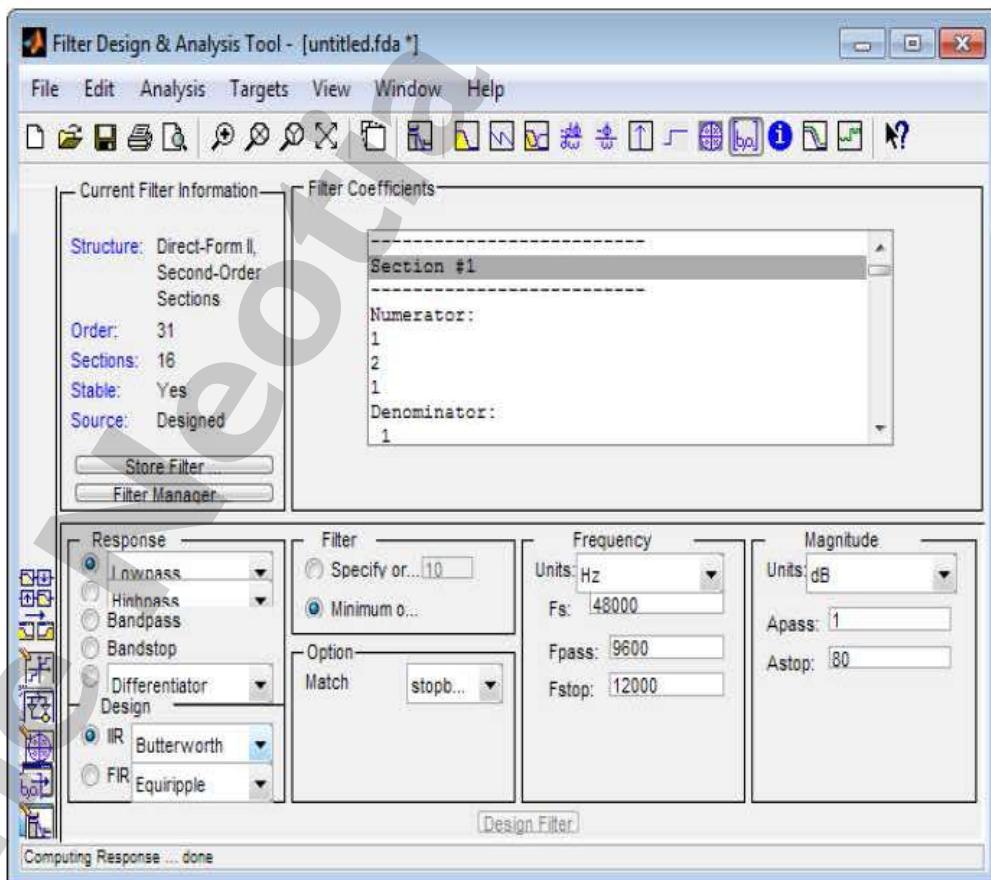 Filter Design & Analysis Tool - [untitled.fda *]
File Edit Analysis Targets View Window Help
Current Filter Information
Structure: Direct-Form II,
Second-Order
Sections
Order: 31
Sections: 16
Stable: Yes
Source: Designed
Store Filter ...
Filter Manager...
Filter Coefficients
--------------------------
Section #1
--------------------------
Numerator:
1
2
1
Denominator:
1
Response
Lowpass
Highpass
Bandpass
Bandstop
Differentiator
Design
IIR Butterworth
FIR Equiripple
Filter
Specify or... 10
Minimum o...
Option
Match stopb...
Frequency
Units: Hz
Fs: 48000
Fpass: 9600
Fstop: 12000
Magnitude
Units: dB
Apass: 1
Astop: 80
Design Filter
Computing Response ... done
Neotia